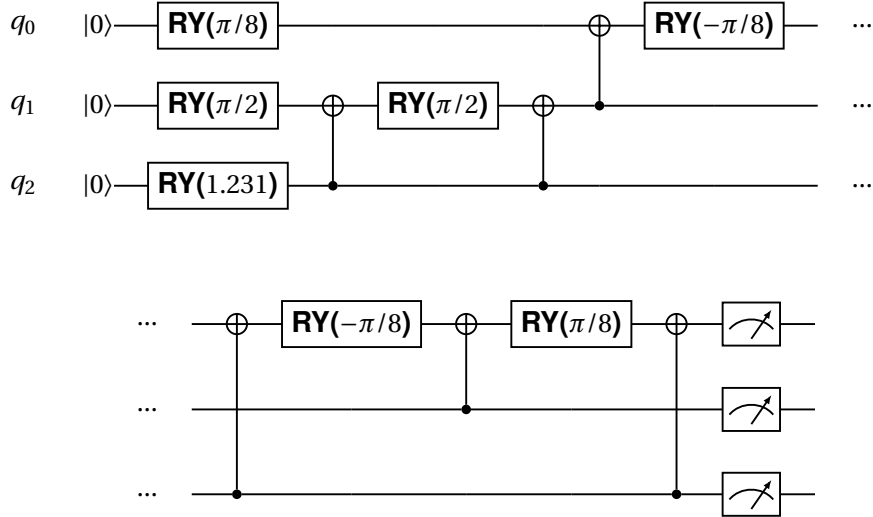 q₀ |0⟩ RY(π/8) RY(−π/8) ...
q₁ |0⟩ RY(π/2) RY(π/2) ...
q₂ |0⟩ RY(1.231) ...
... RY(−π/8) RY(π/8)
...
...